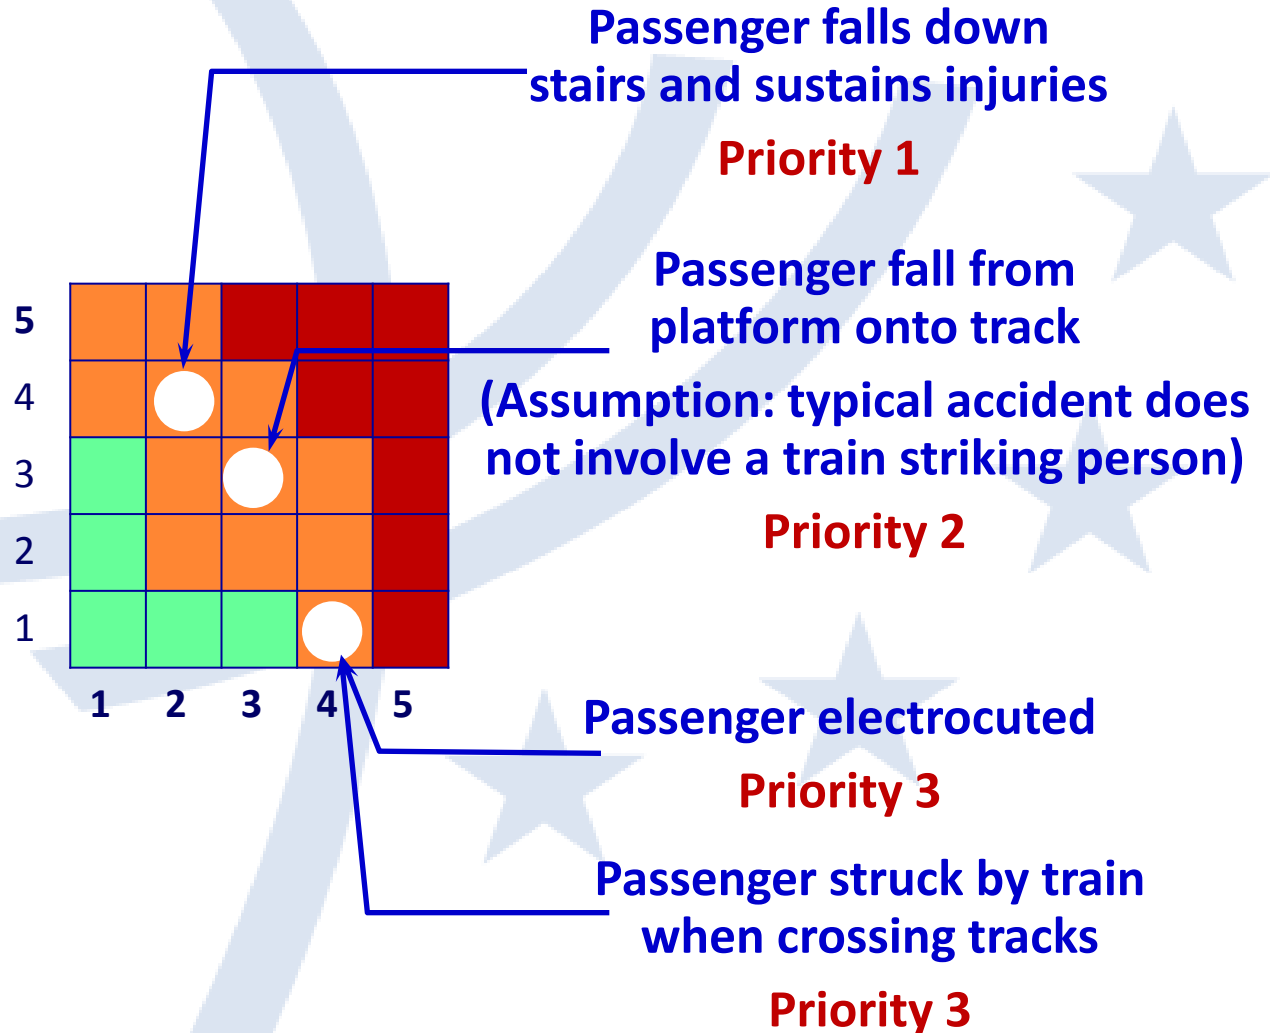 Passenger falls down
stairs and sustains injuries
Priority 1
Passenger fall from
platform onto track
(Assumption: typical accident does
not involve a train striking person)
Priority 2
5
4
3
2
1
1 2 3 4 5
Passenger electrocuted
Priority 3
Passenger struck by train
when crossing tracks
Priority 3